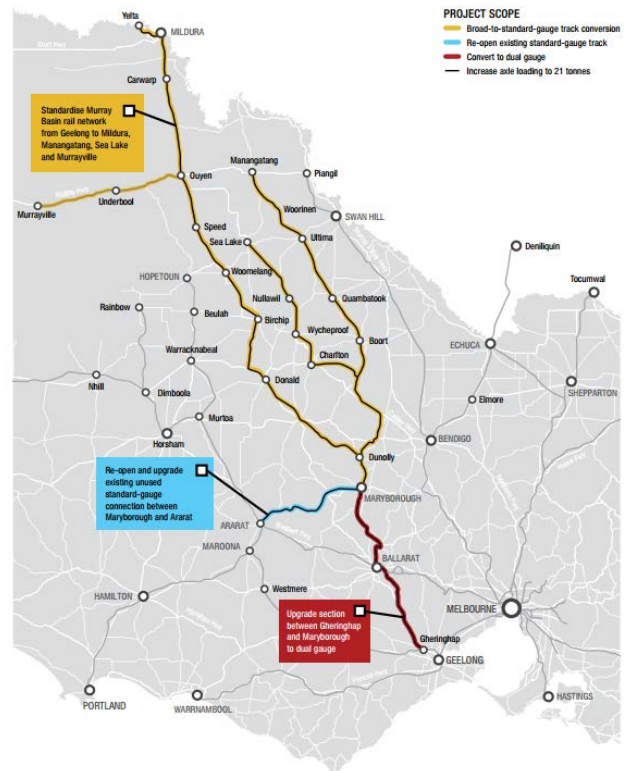 PROJECT SCOPE
Broad-to-standard-gauge track conversion
Re-open existing standard-gauge track
Convert to dual gauge
Increase axle loading to 21 tonnes
Yelta
MILDURA
Carwarp
Standardise Murray
Basin rail network
from Geelong to Mildura,
Manangatang, Sea Lake
and Murrayville
Ouyen
Manangatang
Piangil
Underbool
Murrayville
Woorinen
SWAN HILL
Speed
Sea Lake
Ultima
Deniliquin
Woomelang
HOPETOUN
Tocumwal
Nullawil
Quambatook
Rainbow
Beulah
Birchip
Wycheproof
Boort
ECHUCA
Warracknabeal
Charlton
Nhill
Donald
SHEPPARTON
Dimboola
Elmore
Murtoa
Horsham
BENDIGO
Dunolly
Re-open and upgrade
existing unused
standard-gauge
connection between
Maryborough and Ararat
MARYBOROUGH
ARARAT
MAROONA
BALLARAT
Westmere
HAMILTON
MELBOURNE
Upgrade section
between Gheringhap
and Maryborough
to dual gauge
Gheringhap
GEELONG
PORTLAND
WARRNAMBOOL
HASTINGS